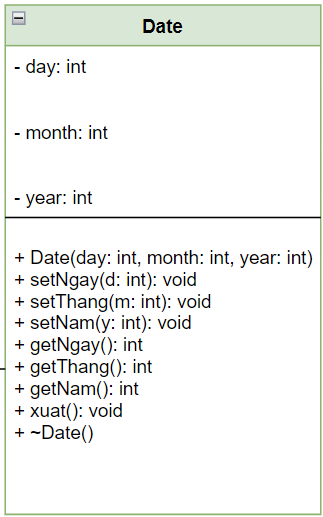 Date
- day: int
- month: int
- year: int
+ Date(day: int, month: int, year: int)
+ setNgay(d: int): void
+ setThang(m: int): void
+ setNam(y: int): void
+ getNgay(): int
+ getThang(): int
+ getNam(): int
+ xuat(): void
+ ~Date()